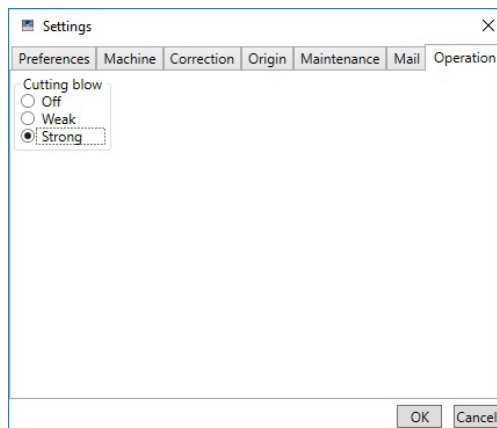 Settings
Preferences Machine Correction Origin Maintenance Mail Operation
Cutting blow
Off
Weak
Strong
OK Cancel